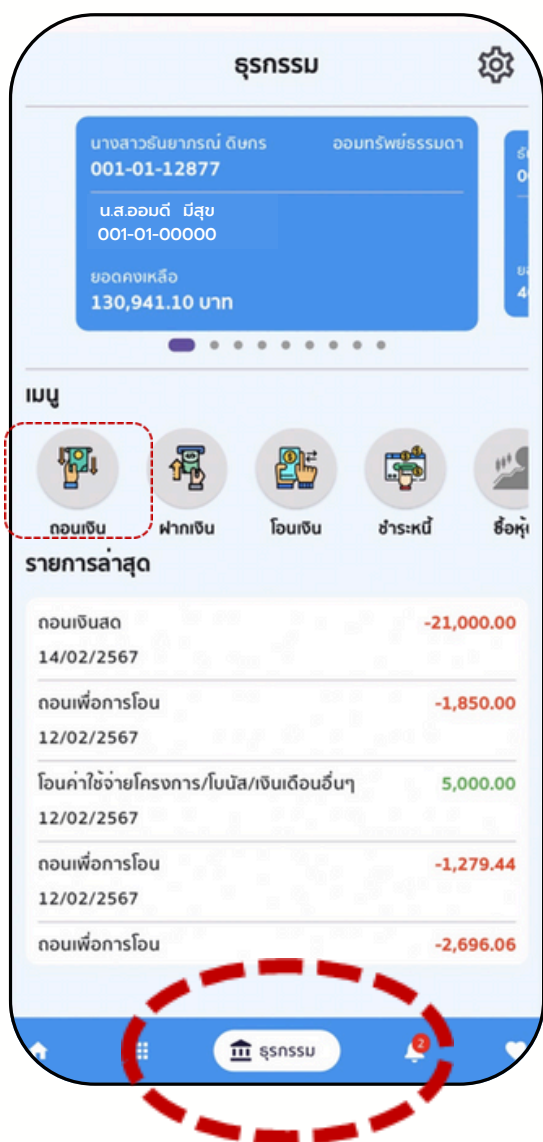 ธุรกรรม
นางสาวธันยาภรณ์ ดิษกร ออมทรัพย์ธรรมดา
001-01-12877
น.ส.ออมดี มีสุข
001-01-00000
ยอดคงเหลือ
130,941.10 บาท
เมนู
ถอนเงิน ฝากเงิน โอนเงิน ชำระหนี้
รายการล่าสุด
ถอนเงินสด -21,000.00
14/02/2567
ถอนเพื่อการโอน -1,850.00
12/02/2567
โอนค่าใช้จ่ายโครงการ/โบนัส/เงินเดือนอื่นๆ 5,000.00
12/02/2567
ถอนเพื่อการโอน -1,279.44
12/02/2567
ถอนเพื่อการโอน -2,696.06
ธุรกรรม 2